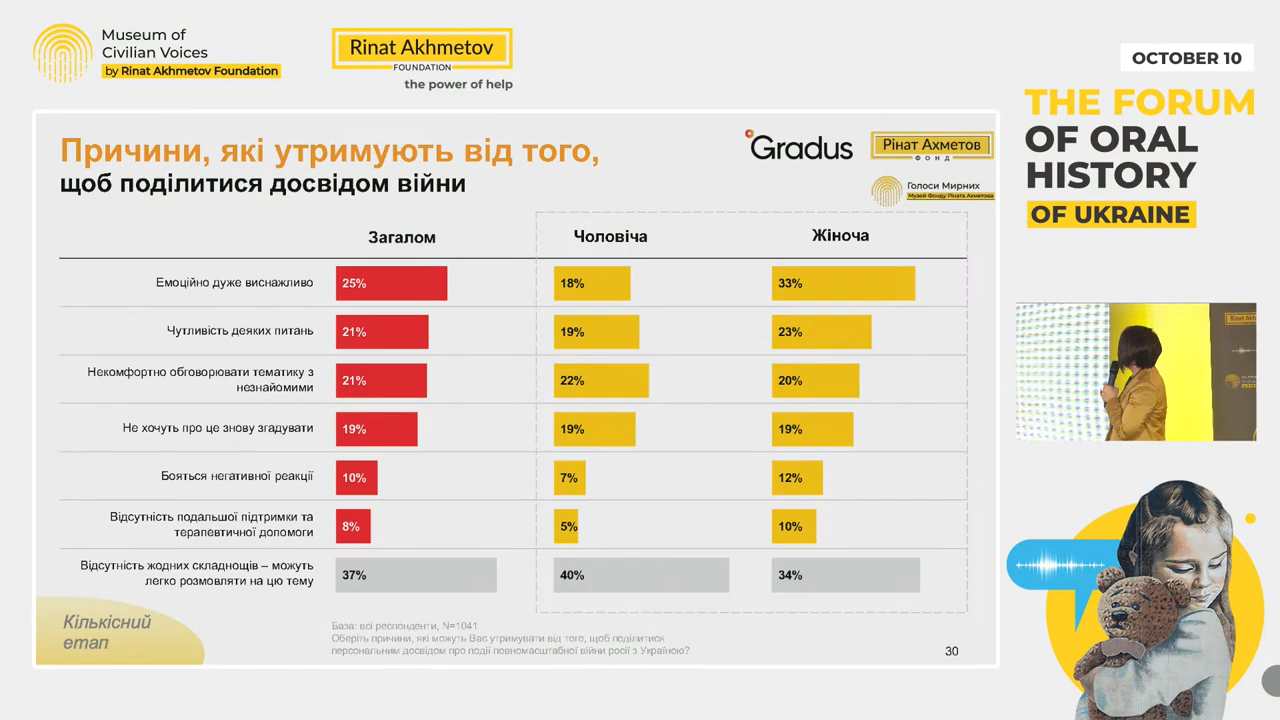 Museum of
Civilian Voices
by Rinat Akhmetov Foundation
Rinat Akhmetov
FOUNDATION
the power of help
OCTOBER 10
THE FORUM
OF ORAL
HISTORY
OF UKRAINE
Причини, які утримують від того,
щоб поділитися досвідом війни
Gradus
Рінат Ахметов
ФОНД
Голоси Мирних
Музей Фонду Ріната Ахметова
Загалом Чоловіча Жіноча
Емоційно дуже виснажливо 25% 18% 33%
Чутливість деяких питань 21% 19% 23%
Некомфортно обговорювати тематику з
незнайомими 21% 22% 20%
Не хочуть про це знову згадувати 19% 19% 19%
Бояться негативної реакції 10% 7% 12%
Відсутність подальшої підтримки та
терапевтичної допомоги 8% 5% 10%
Відсутність жодних складнощів – можуть
легко розмовляти на цю тему 37% 40% 34%
Кількісний
етап
База: всі респонденти, N=1041
Оберіть причини, які можуть Вас утримувати від того, щоб поділитися
персональним досвідом про події повномасштабної війни росії з Україною?
30